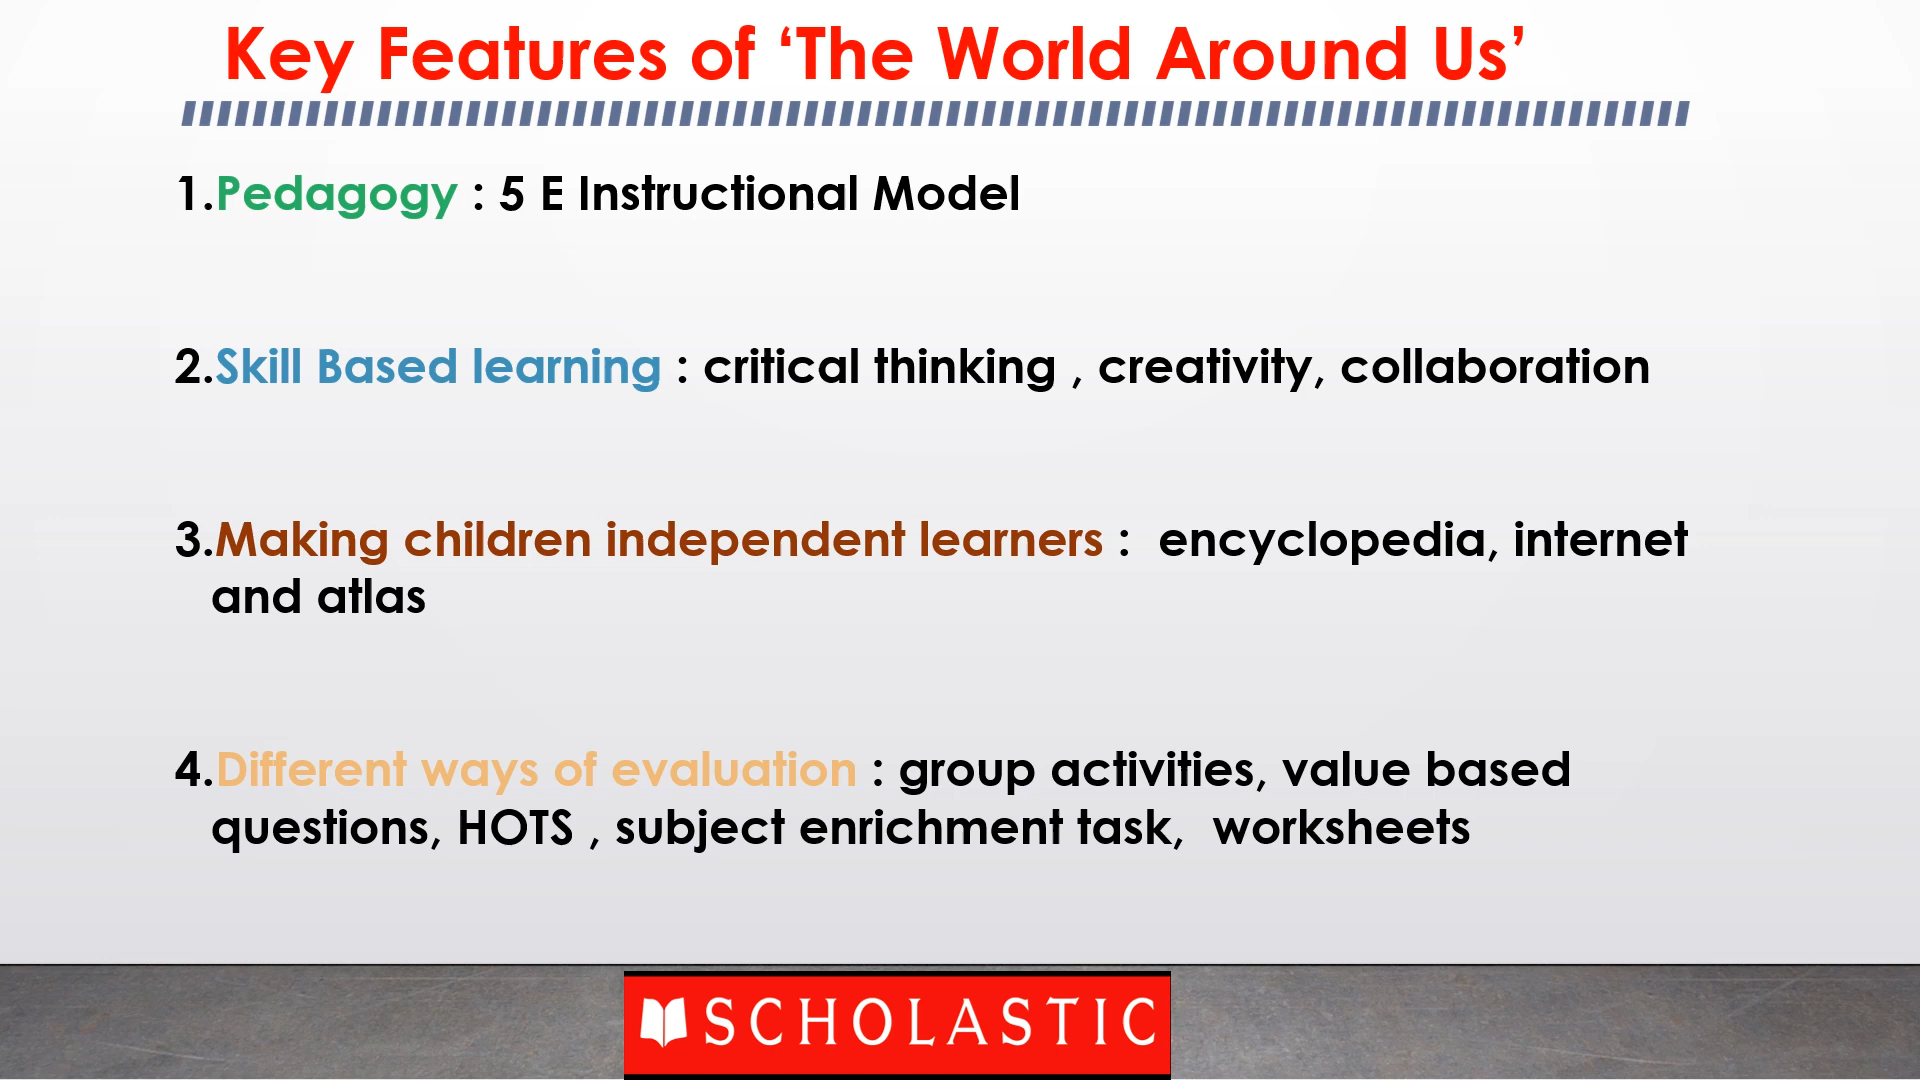 Key Features of ‘The World Around Us’
1.Pedagogy : 5 E Instructional Model
2.Skill Based learning : critical thinking , creativity, collaboration
3.Making children independent learners :  encyclopedia, internet
and atlas
4.Different ways of evaluation : group activities, value based
questions, HOTS , subject enrichment task,  worksheets
SCHOLASTIC